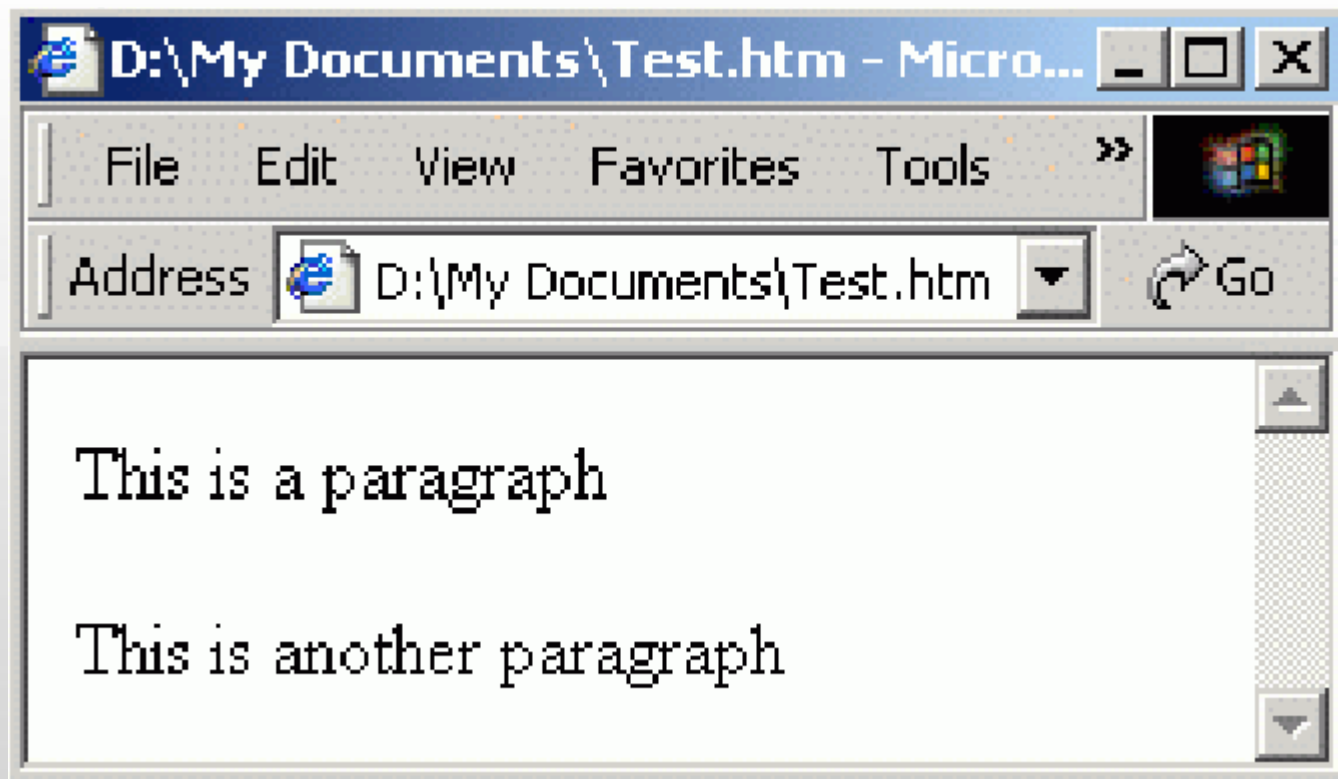 D:\My Documents\Test.htm - Micro...
File Edit View Favorites Tools »
Address D:\My Documents\Test.htm Go
This is a paragraph
This is another paragraph